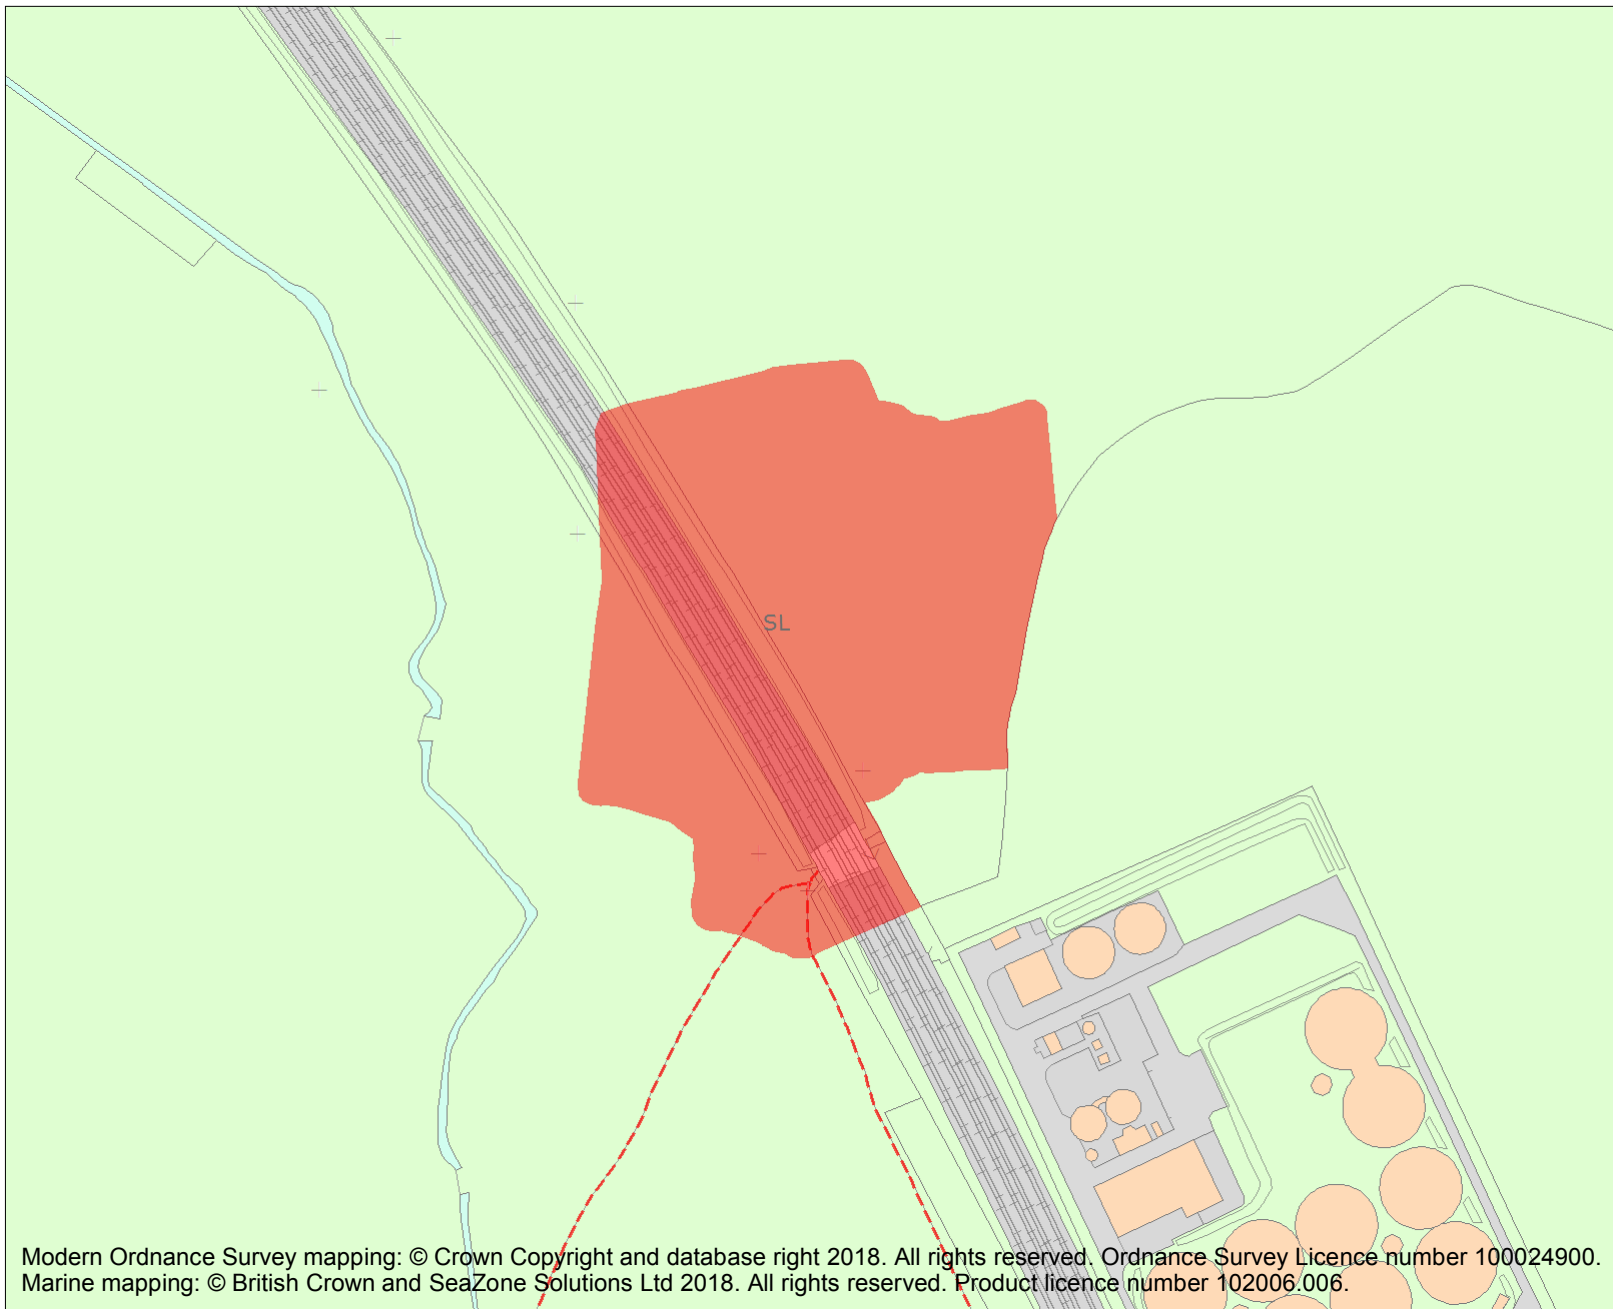 SL
Modern Ordnance Survey mapping: © Crown Copyright and database right 2018. All rights reserved. Ordnance Survey Licence number 100024900.
Marine mapping: © British Crown and SeaZone Solutions Ltd 2018. All rights reserved. Product licence number 102006.006.